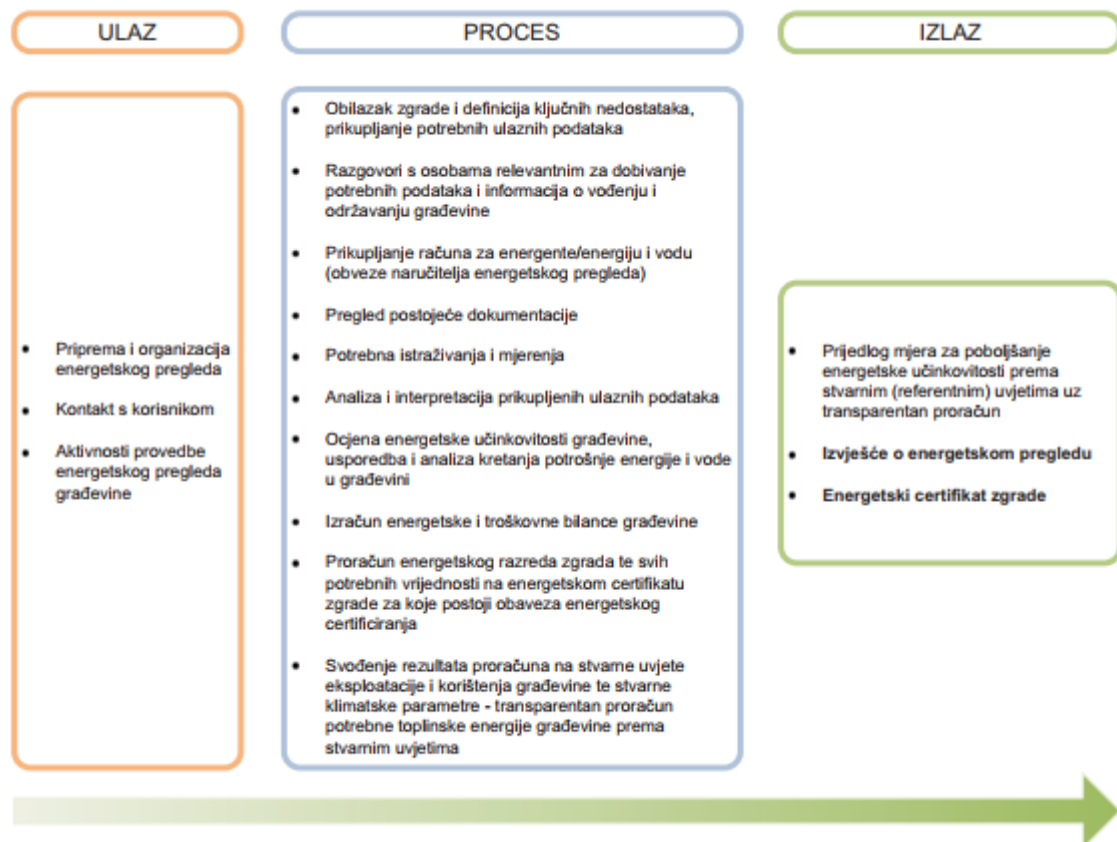 ULAZ
PROCES
IZLAZ
• Priprema i organizacija
energetskog pregleda
• Kontakt s korisnikom
• Aktivnosti provedbe
energetskog pregleda
građevine
• Obilazak zgrade i definicija ključnih nedostataka,
prikupljanje potrebnih ulaznih podataka
• Razgovori s osobama relevantnim za dobivanje
potrebnih podataka i informacija o vođenju i
održavanju građevine
• Prikupljanje računa za energente/energiju i vodu
(obveze naručitelja energetskog pregleda)
• Pregled postojeće dokumentacije
• Potrebna istraživanja i mjerenja
• Analiza i interpretacija prikupljenih ulaznih podataka
• Ocjena energetske učinkovitosti građevine,
usporedba i analiza kretanja potrošnje energije i vode
u građevini
• Izračun energetske i troškovne bilance građevine
• Proračun energetskog razreda zgrada te svih
potrebnih vrijednosti na energetskom certifikatu
zgrade za koje postoji obaveza energetskog
certificiranja
• Svođenje rezultata proračuna na stvarne uvjete
eksploatacije i korištenja građevine te stvarne
klimatske parametre - transparentan proračun
potrebne toplinske energije građevine prema
stvarnim uvjetima
• Prijedlog mjera za poboljšanje
energetske učinkovitosti prema
stvarnim (referentnim) uvjetima uz
transparentan proračun
• Izvješće o energetskom pregledu
• Energetski certifikat zgrade